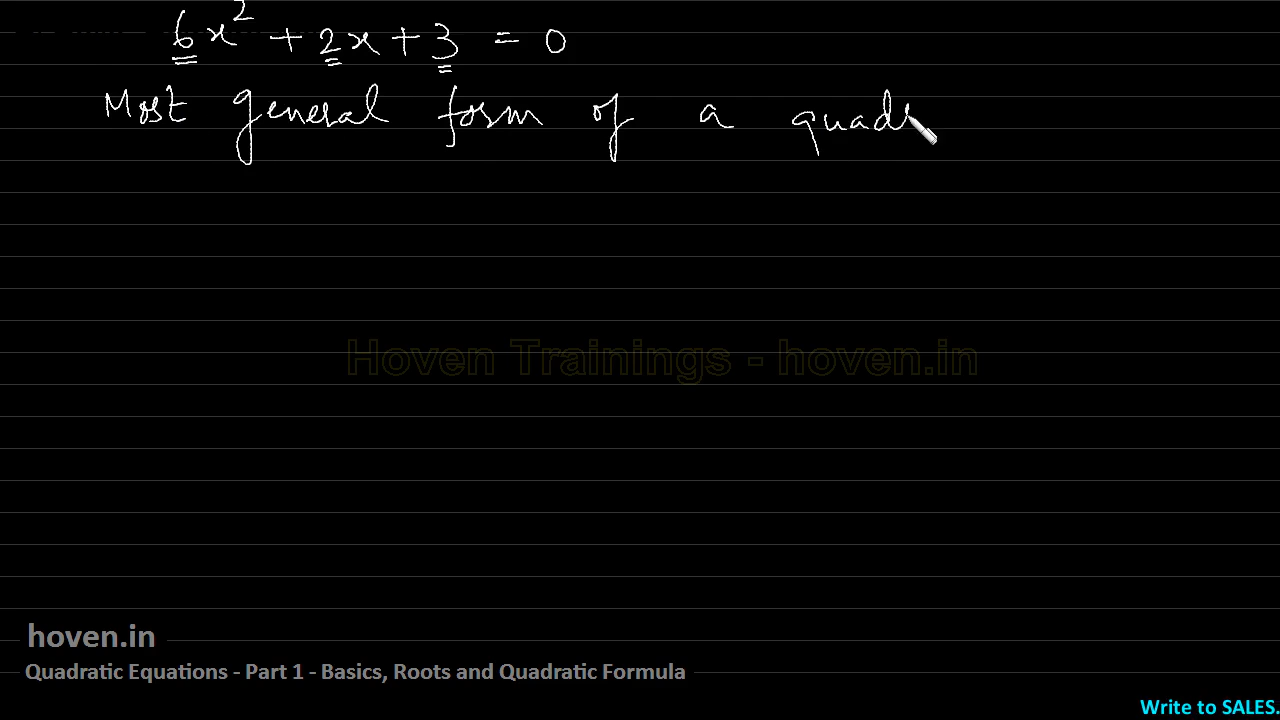 6x² + 2x + 3 = 0
Most general form of a quad
Hoven Trainings - hoven.in
hoven.in
Quadratic Equations - Part 1 - Basics, Roots and Quadratic Formula
Write to SALES.